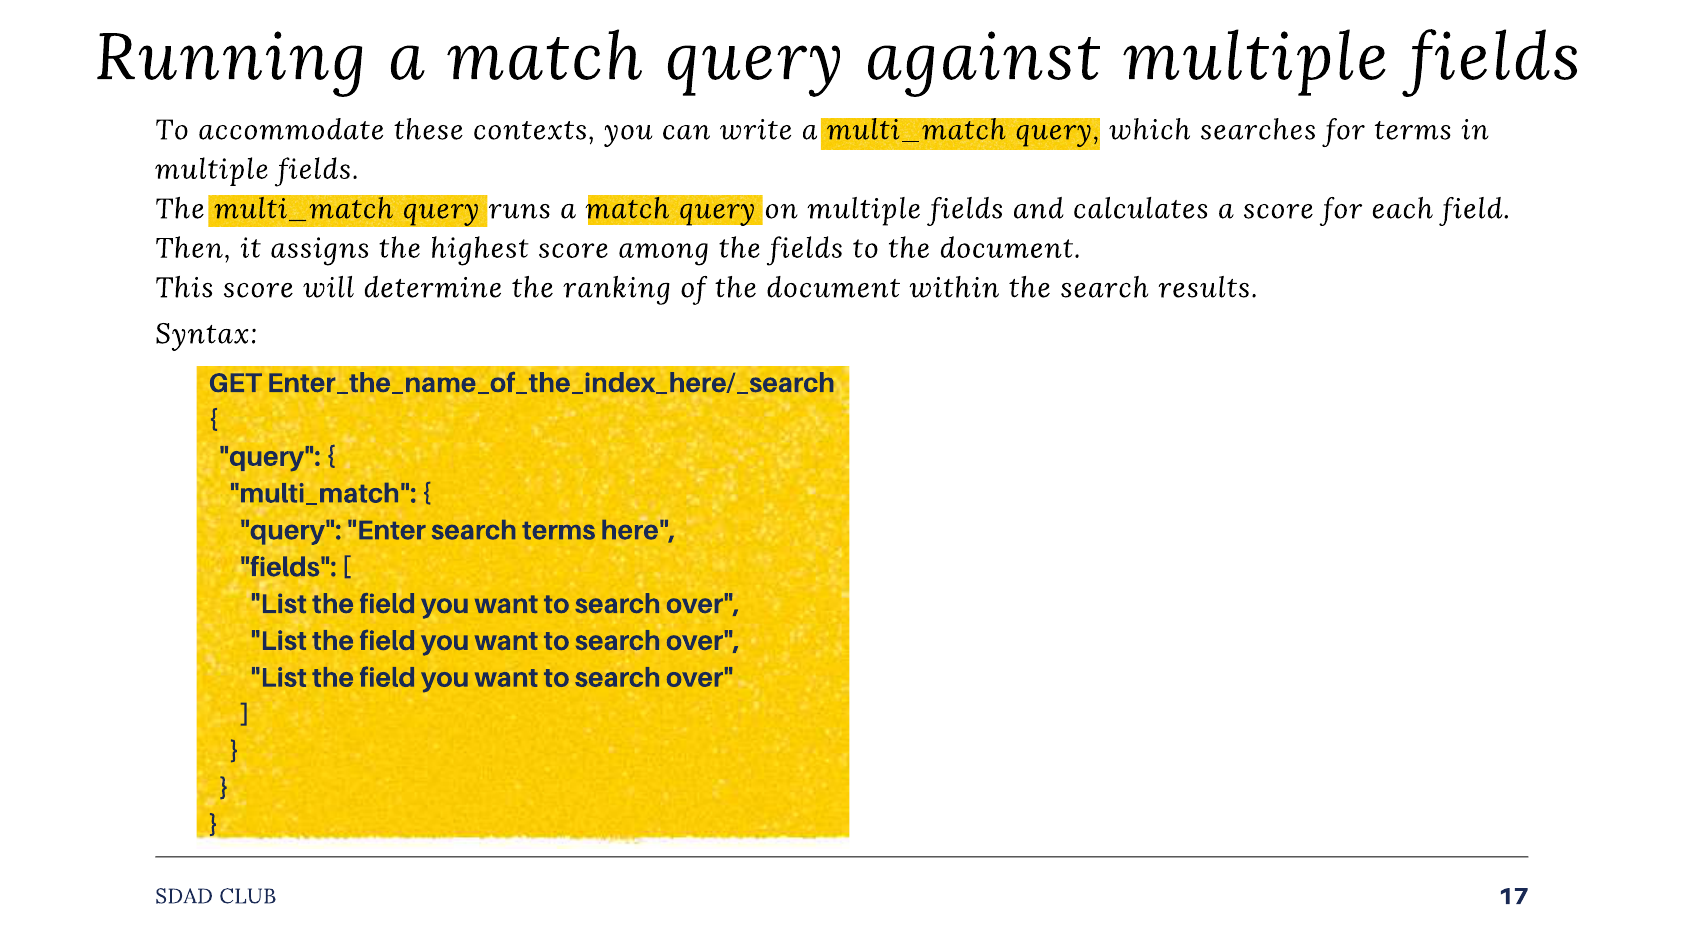 Running a match query against multiple fields
To accommodate these contexts, you can write a multi_match query, which searches for terms in
multiple fields.
The multi_match query runs a match query on multiple fields and calculates a score for each field.
Then, it assigns the highest score among the fields to the document.
This score will determine the ranking of the document within the search results.
Syntax:
GET Enter_the_name_of_the_index_here/_search
{
"query": {
"multi_match": {
"query": "Enter search terms here",
"fields": [
"List the field you want to search over",
"List the field you want to search over",
"List the field you want to search over"
]
}
}
}
SDAD CLUB
17